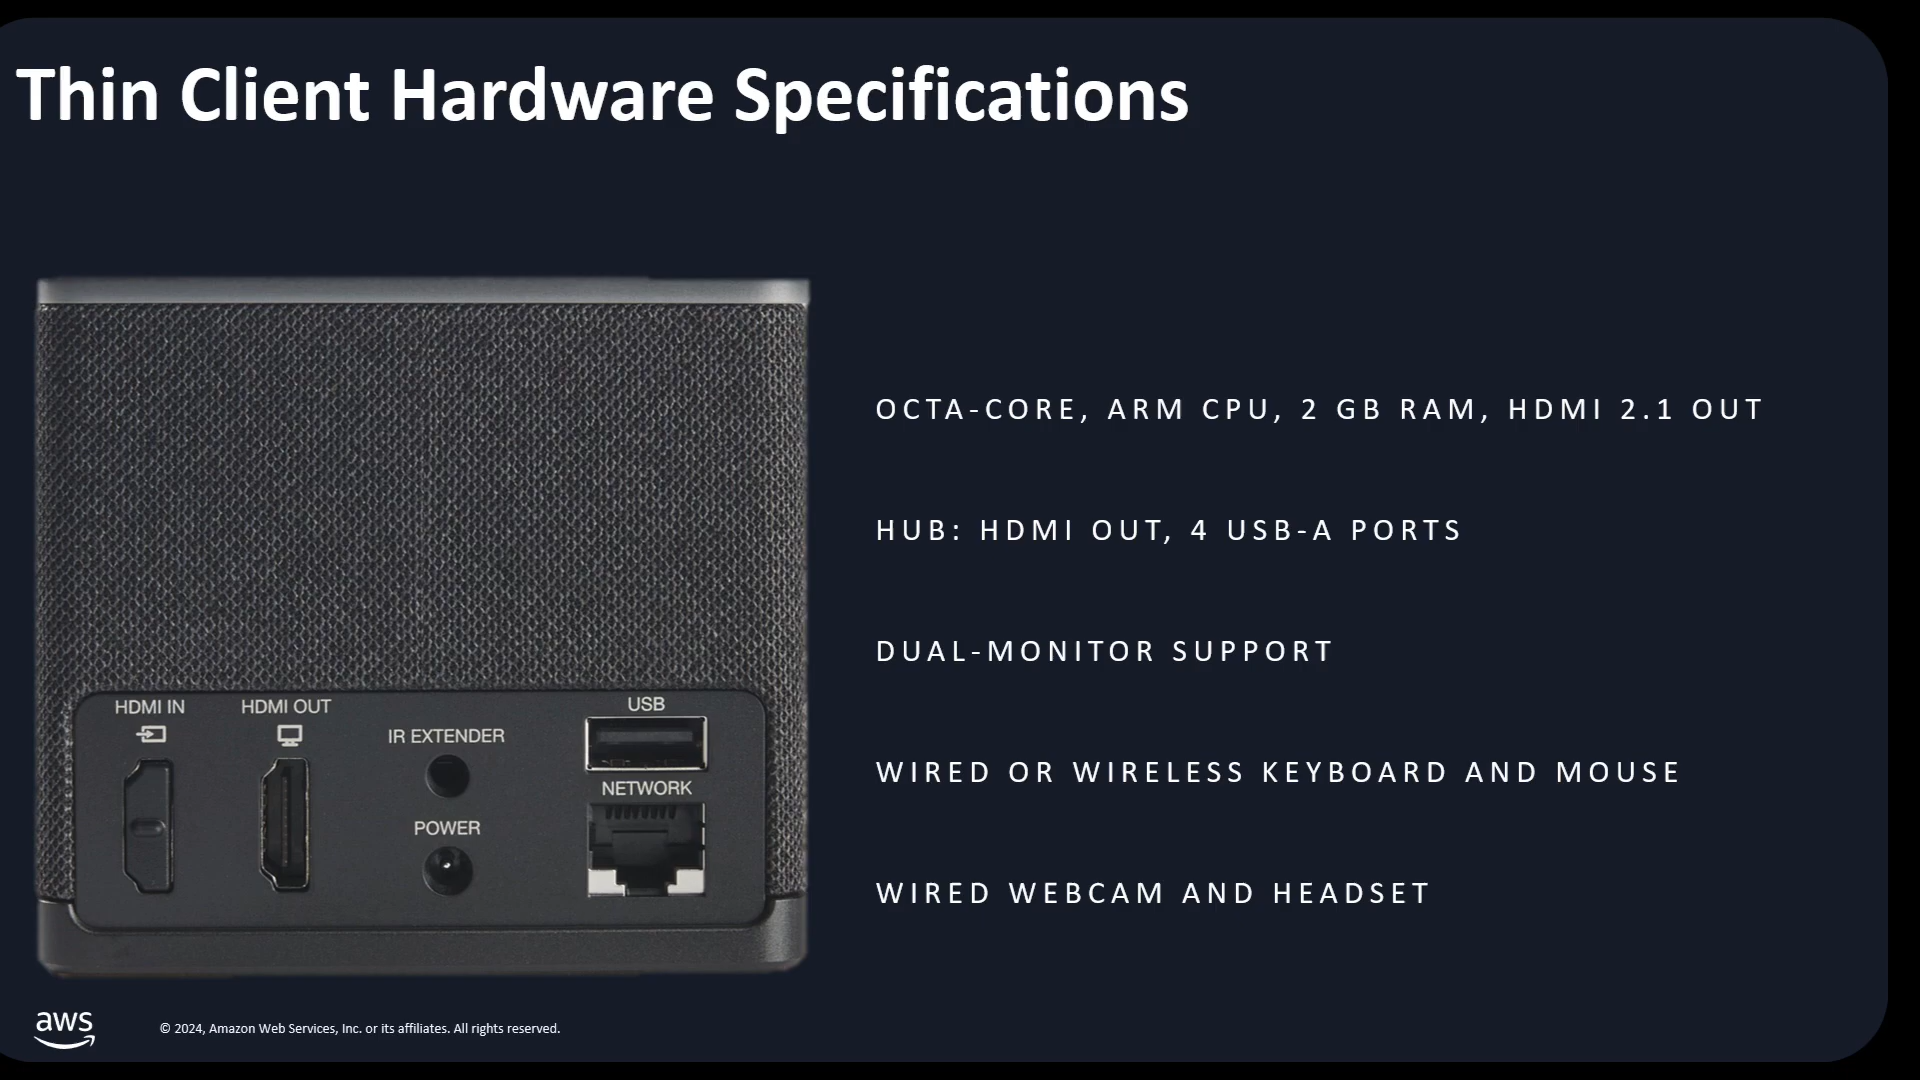 Thin Client Hardware Specifications
OCTA-CORE, ARM CPU, 2 GB RAM, HDMI 2.1 OUT
HUB: HDMI OUT, 4 USB-A PORTS
DUAL-MONITOR SUPPORT
WIRED OR WIRELESS KEYBOARD AND MOUSE
WIRED WEBCAM AND HEADSET
HDMI IN
HDMI OUT
IR EXTENDER
POWER
USB
NETWORK
aws
© 2024, Amazon Web Services, Inc. or its affiliates. All rights reserved.